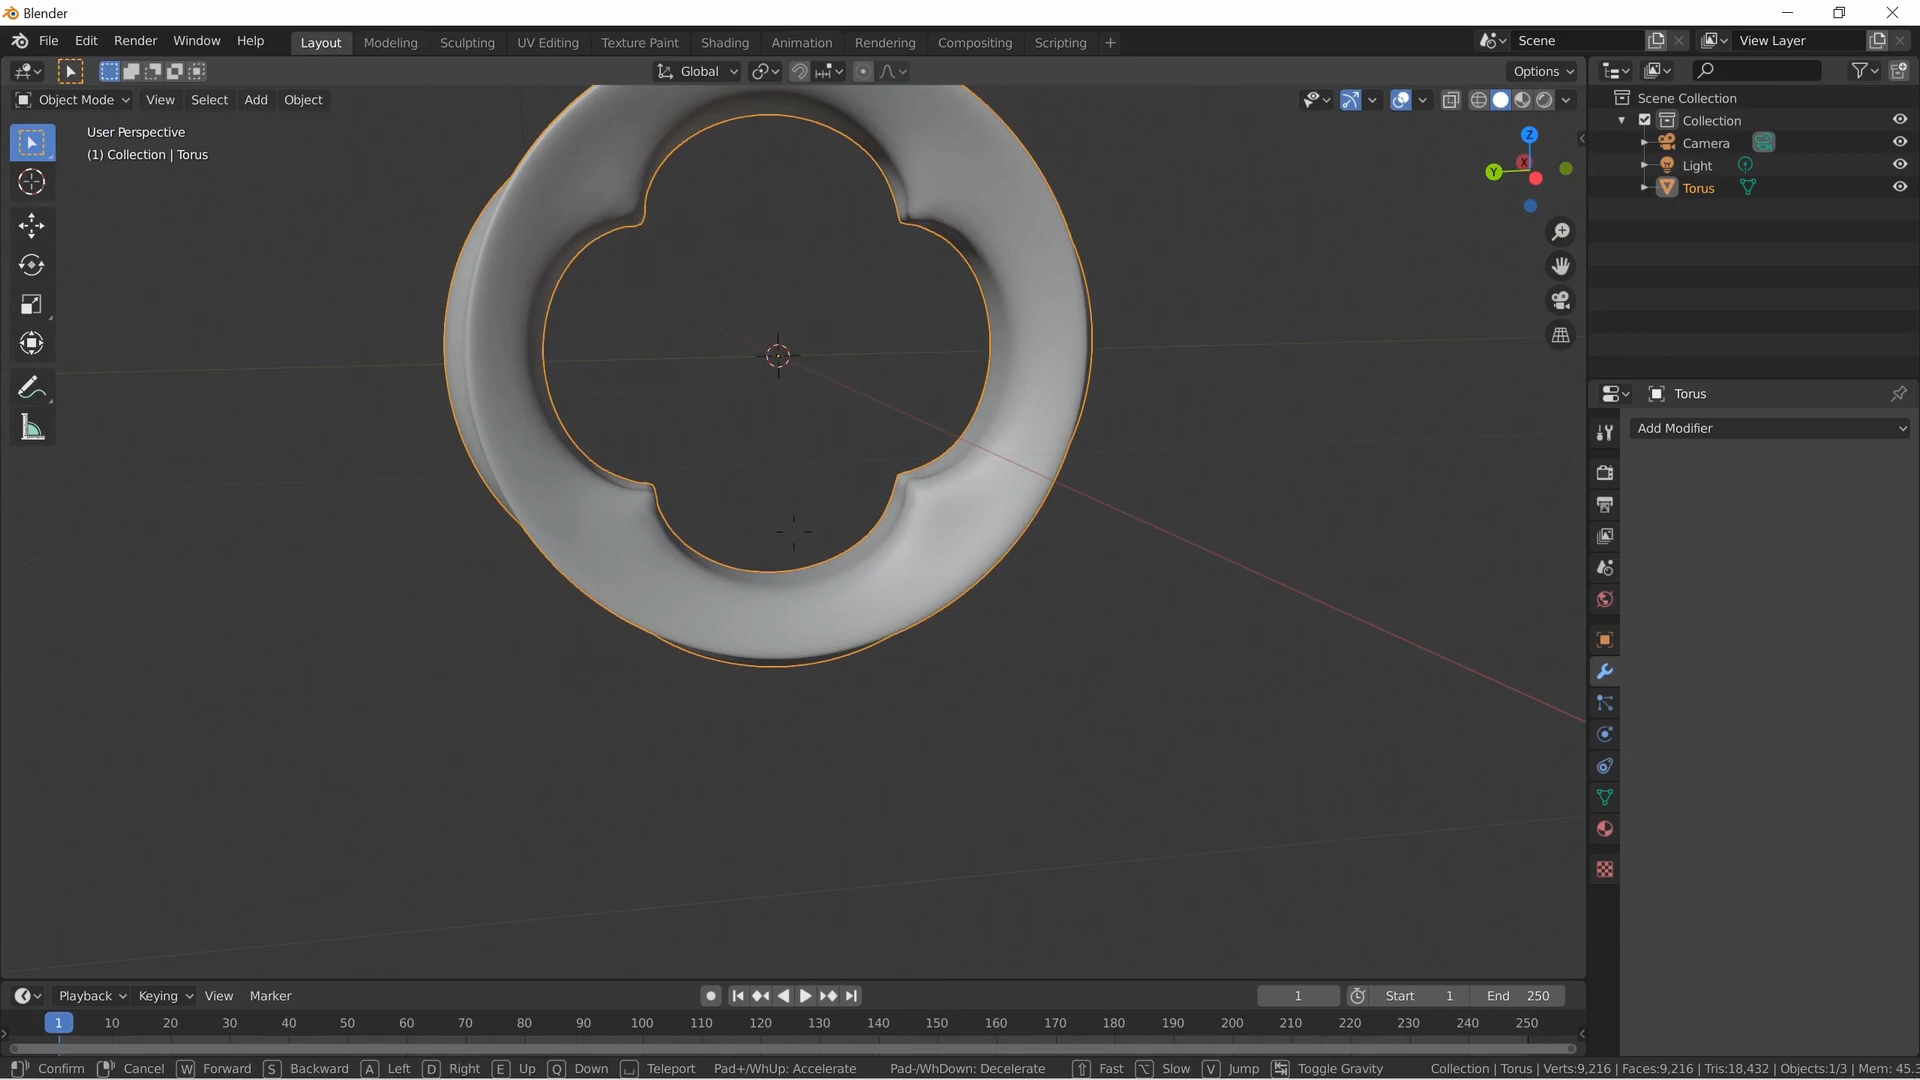 Blender
File Edit Render Window Help Layout Modeling Sculpting UV Editing Texture Paint Shading Animation Rendering Compositing Scripting + Scene View Layer
Global Options
Object Mode View Select Add Object
User Perspective
(1) Collection | Torus
Z
X
Y
Scene Collection
Collection
Camera
Light
Torus
Torus
Add Modifier
Playback Keying View Marker 1 Start 1 End 250
1 10 20 30 40 50 60 70 80 90 100 110 120 130 140 150 160 170 180 190 200 210 220 230 240 250
Confirm Cancel W Forward S Backward A Left D Right E Up Q Down Teleport Pad+/WhUp: Accelerate Pad-/WhDown: Decelerate Fast Slow V Jump Toggle Gravity Collection | Torus | Verts:9,216 | Faces:9,216 | Tris:18,432 | Objects:1/3 | Mem: 45.3